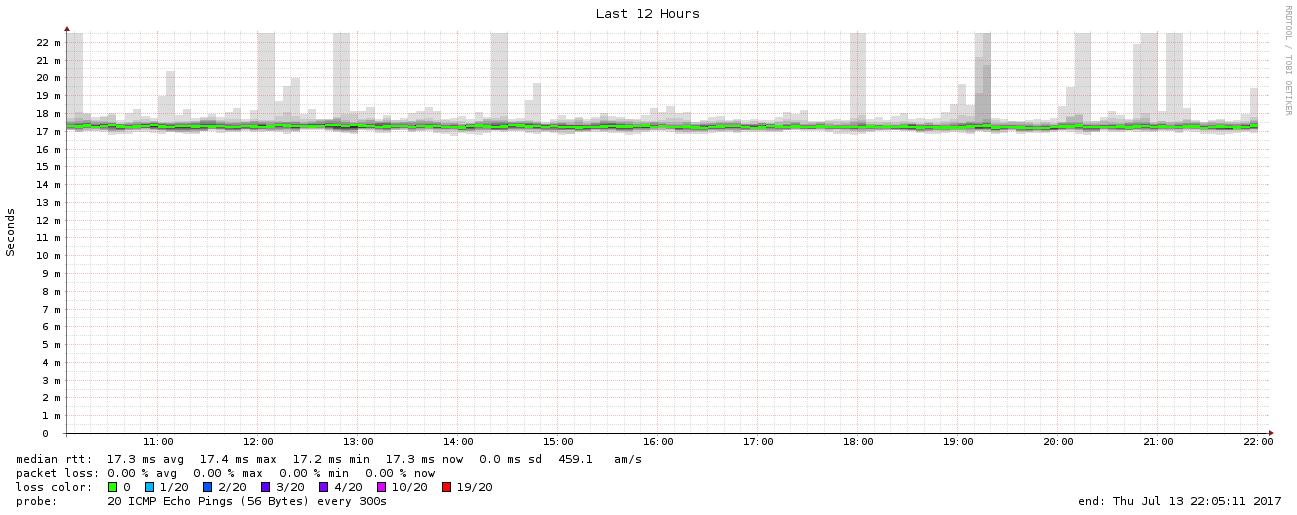 Last 12 Hours
RRDTOOL / TOBI OETIKER
Seconds
22 m
21 m
20 m
19 m
18 m
17 m
16 m
15 m
14 m
13 m
12 m
11 m
10 m
9 m
8 m
7 m
6 m
5 m
4 m
3 m
2 m
1 m
0
11:00 12:00 13:00 14:00 15:00 16:00 17:00 18:00 19:00 20:00 21:00 22:00
median rtt: 17.3 ms avg 17.4 ms max 17.2 ms min 17.3 ms now 0.0 ms sd 459.1 am/s
packet loss: 0.00 % avg 0.00 % max 0.00 % min 0.00 % now
loss color: 0 1/20 2/20 3/20 4/20 10/20 19/20
probe: 20 ICMP Echo Pings (56 Bytes) every 300s end: Thu Jul 13 22:05:11 2017